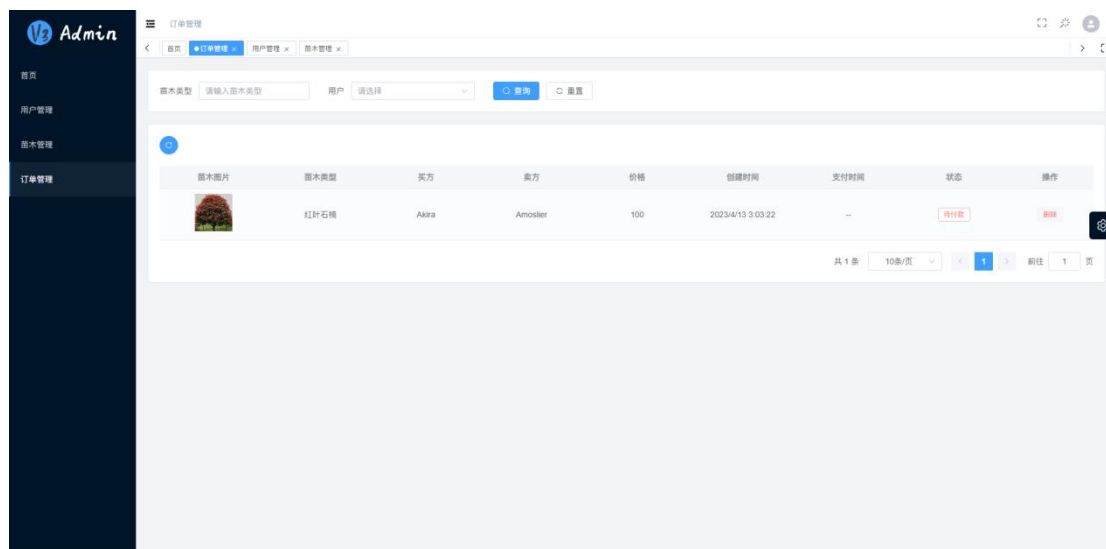 V3 Admin
订单管理
首页 订单管理 × 用户管理 × 苗木管理 ×
首页
用户管理
苗木管理
订单管理
苗木类型 请输入苗木类型 用户 请选择 查询 重置
苗木图片 苗木类型 买方 卖方 价格 创建时间 支付时间 状态 操作
红叶石楠 Akira Amoslier 100 2023/4/13 3:03:22 -- 待付款 删除
共 1 条 10条/页 1 前往 1 页